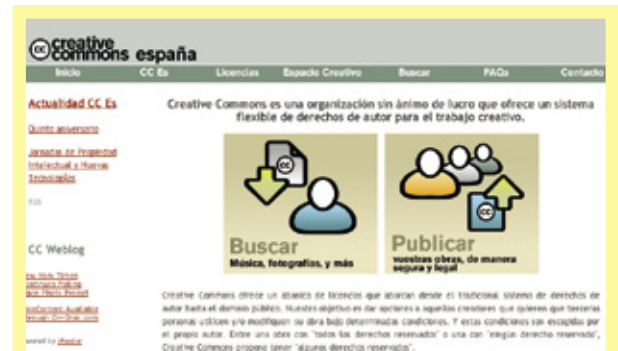 cc creative
commons españa
Inicio CC Es Licencias Espacio Creativo Buscar FAQs Contacto
Actualidad CC Es
Quinto aniversario
Jornadas de Propiedad
Intelectual y Nuevas
Tecnologías
RSS
CC Weblog
Creative Commons es una organización sin ánimo de lucro que ofrece un sistema
flexible de derechos de autor para el trabajo creativo.
cc
Buscar
Música, fotografías, y más
cc
Publicar
vuestras obras, de manera
segura y legal
Creative Commons ofrece un abanico de licencias que abarcan desde el tradicional sistema de derechos de
autor hasta el dominio público. Nuestro objetivo es dar opciones a aquellos creadores que quieren que terceras
personas utilicen y/o modifiquen su obra bajo determinadas condiciones. Y estas condiciones son escogidas por
el propio autor. Entre una obra con "todos los derechos reservados" o una con "ningún derecho reservado",
Creative Commons propone tener "algunos derechos reservados".